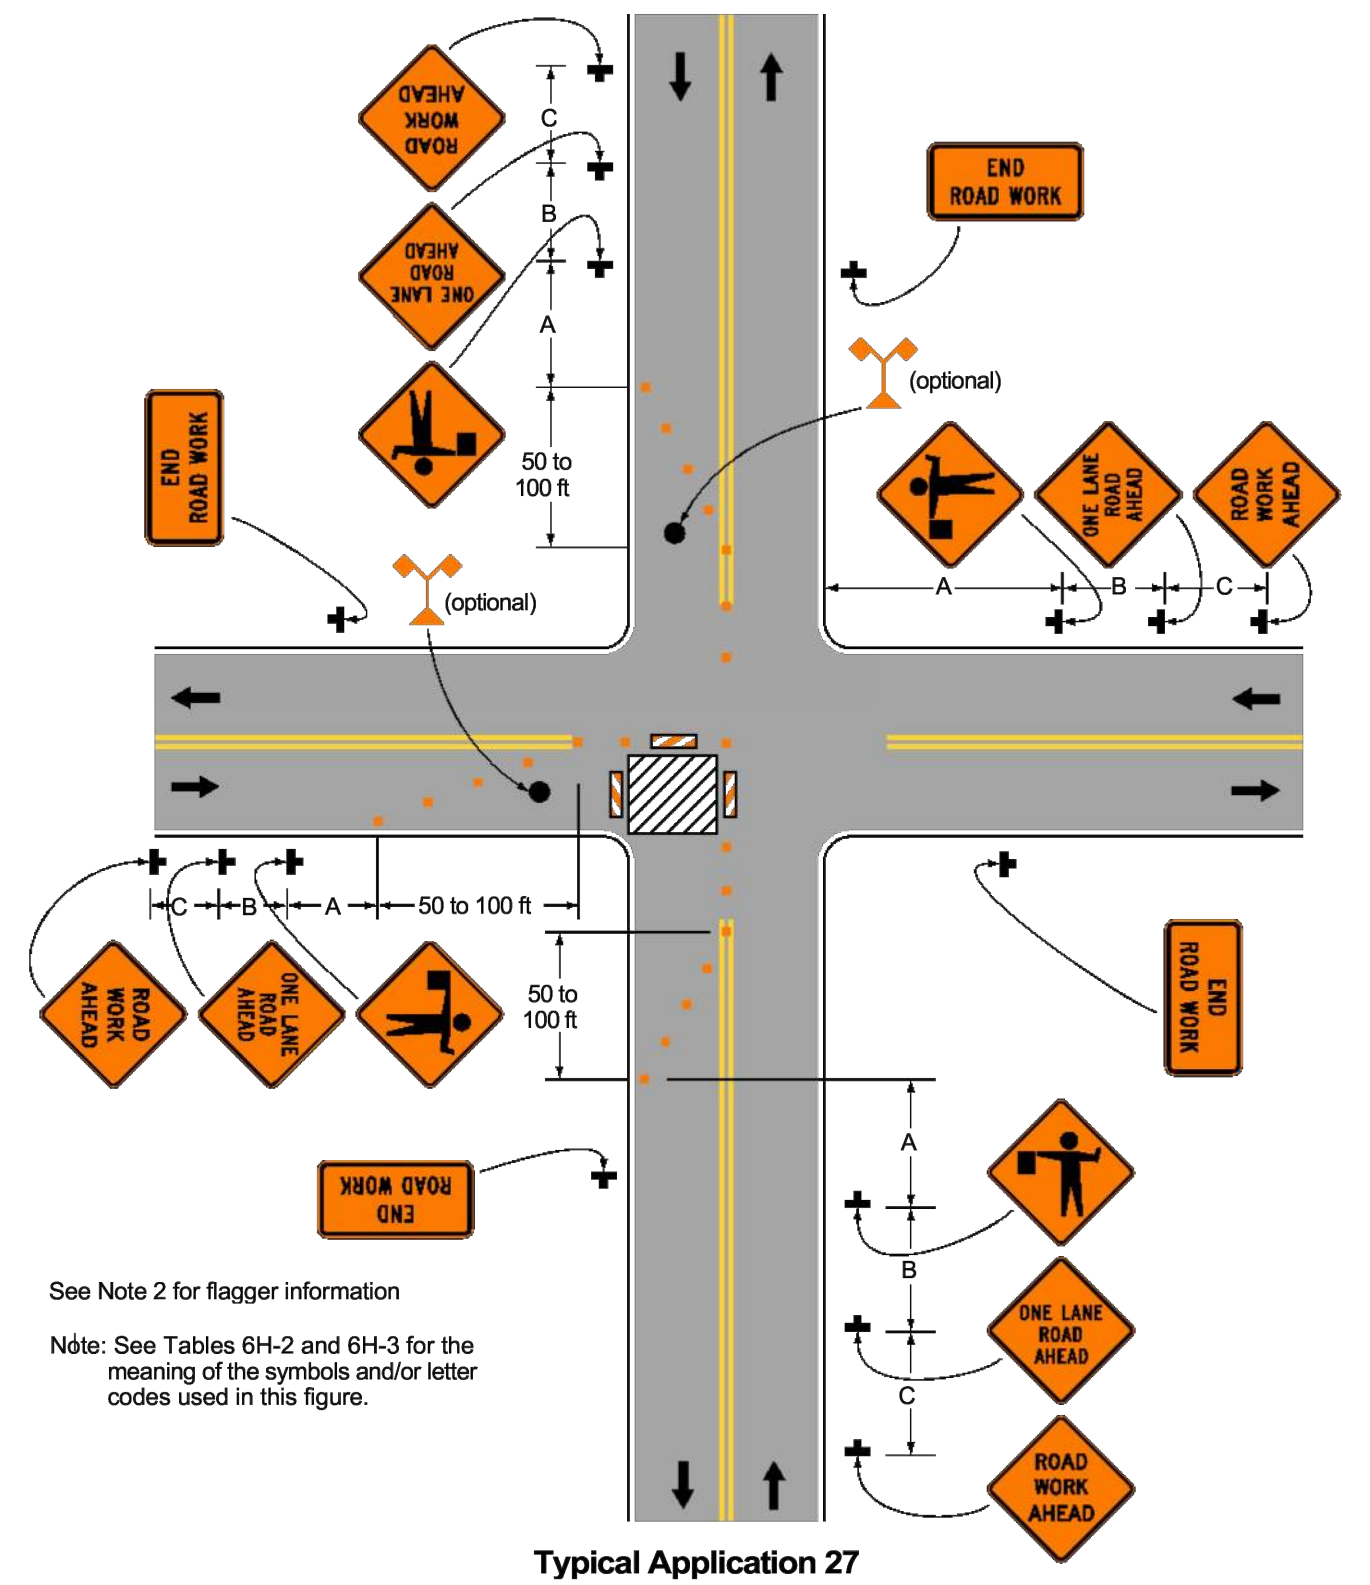 ROAD
WORK
AHEAD
C
END
ROAD WORK
ONE LANE
ROAD
AHEAD
B
A
(optional)
END
ROAD WORK
50 to
100 ft
ONE LANE
ROAD
AHEAD
ROAD
WORK
AHEAD
(optional)
A
B
C
C
B
A
50 to 100 ft
ROAD
WORK
AHEAD
ONE LANE
ROAD
AHEAD
50 to
100 ft
END
ROAD WORK
A
END
ROAD WORK
B
See Note 2 for flagger information
ONE LANE
ROAD
AHEAD
Note: See Tables 6H-2 and 6H-3 for the
meaning of the symbols and/or letter
codes used in this figure.
C
ROAD
WORK
AHEAD
Typical Application 27